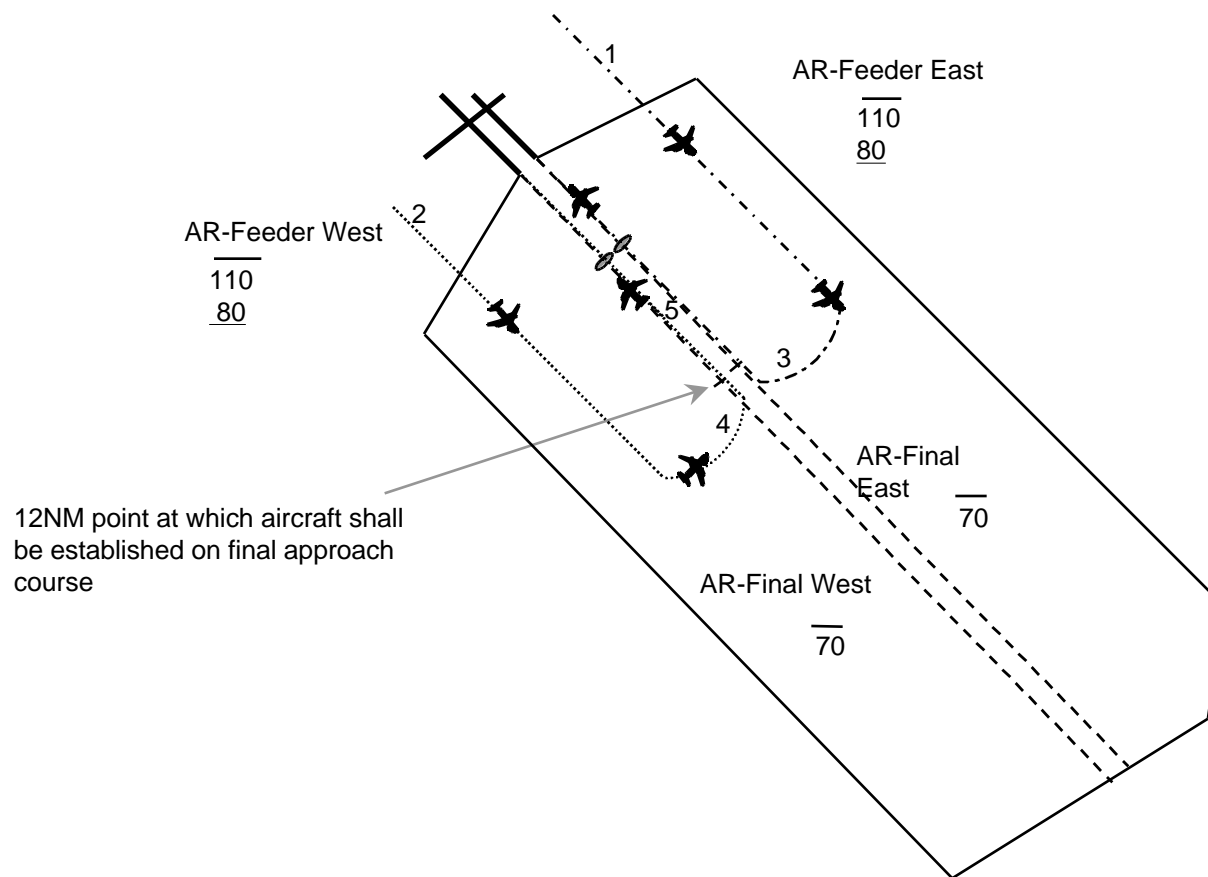 1
AR-Feeder East
110
80
2
AR-Feeder West
110
80
5
3
4
AR-Final
East
70
12NM point at which aircraft shall
be established on final approach
course
AR-Final West
70